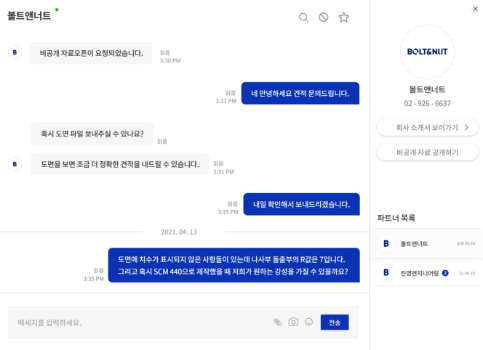 볼트앤너트
비공개 자료오픈이 요청되었습니다.
읽음
3:30 PM
읽음
3:31 PM
네 안녕하세요 견적 문의드립니다.
혹시 도면 파일 보내주실 수 있나요?
읽음
도면을 보면 조금 더 정확한 견적을 내드릴 수 있습니다.
읽음
3:31 PM
읽음
3:35 PM
내일 확인해서 보내드리겠습니다.
2021. 04. 13
읽음
3:35 PM
도면에 치수가 표시되지 않은 사항들이 있는데 나사부 돌출부의 R값은 7입니다.
그리고 혹시 SCM 440으로 제작했을 때 저희가 원하는 강성을 가질 수 있을까요?
메세지를 입력하세요.
전송
BOLT&NUT
볼트앤너트
02 - 926 - 6637
회사 소개서 보러가기
비공개 자료 공개하기
파트너 목록
B
볼트앤너트
B
진영엔지니어링
2